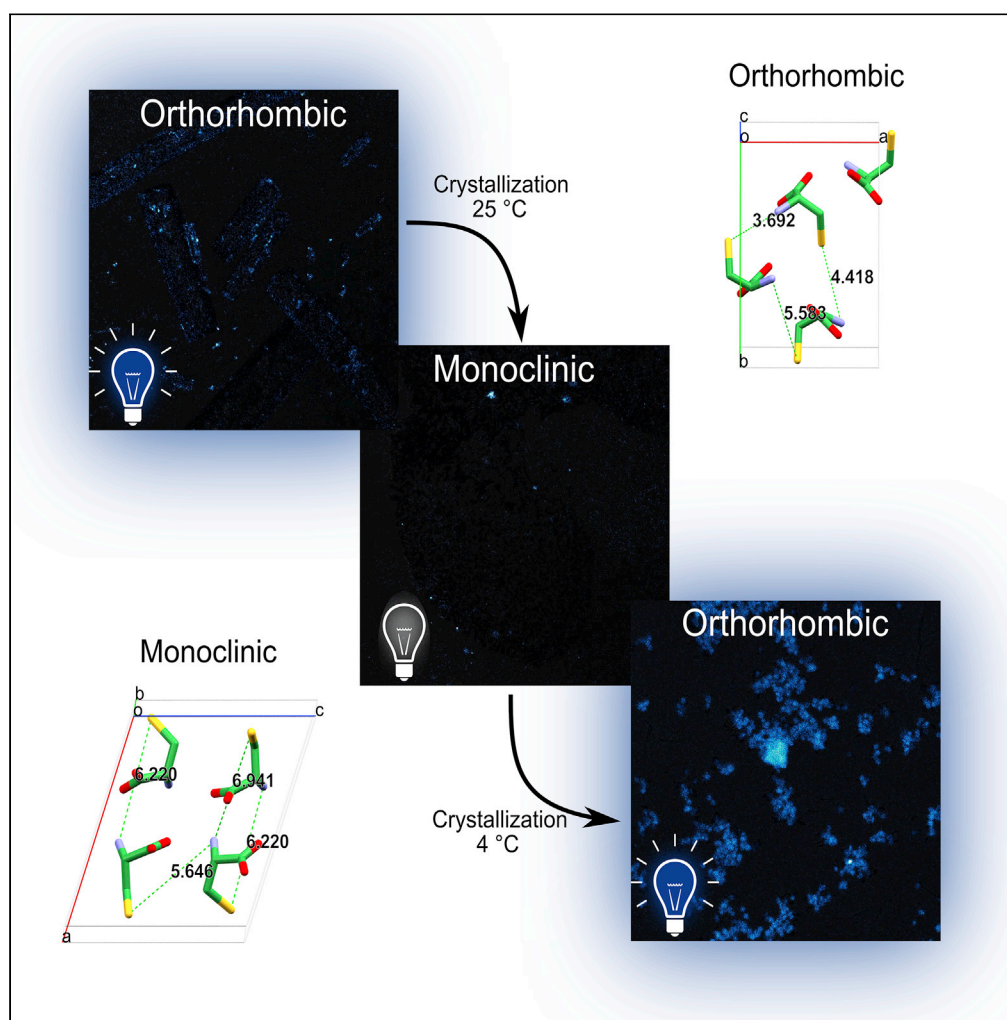 Orthorhombic
Crystallization
25 °C
Orthorhombic
c
o
a
3.692
4.418
5.583
b
Monoclinic
Monoclinic
b
o
c
6.220
6.941
6.220
5.646
a
Crystallization
4 °C
Orthorhombic